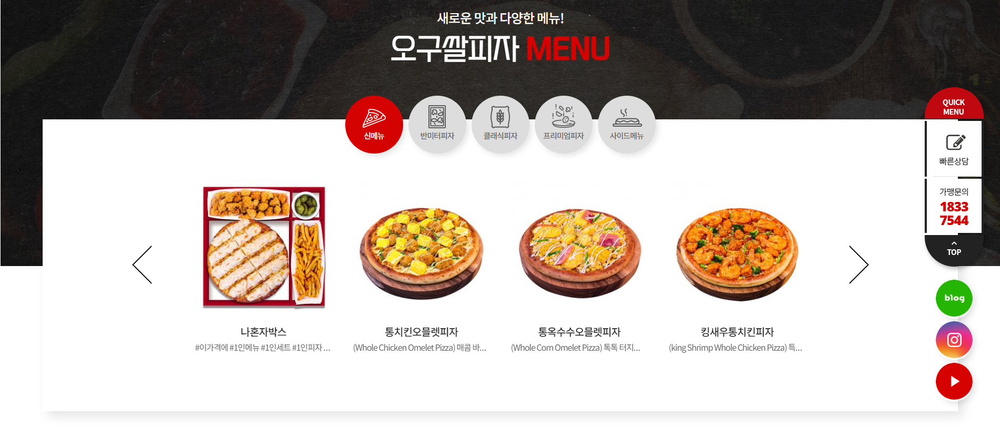 새로운 맛과 다양한 메뉴!
오구쌀피자 MENU
신메뉴
반미터피자
클래식피자
프리미엄피자
사이드메뉴
QUICK
MENU
빠른상담
가맹문의
1833
7544
TOP
나혼자박스
#이가격에 #1인메뉴 #1인세트 #1인피자 ...
통치킨오믈렛피자
(Whole Chicken Omelet Pizza) 매콤 바...
통옥수수오믈렛피자
(Whole Corn Omelet Pizza) 톡톡 터지...
킹새우통치킨피자
(king Shrimp Whole Chicken Pizza) 특...
blog